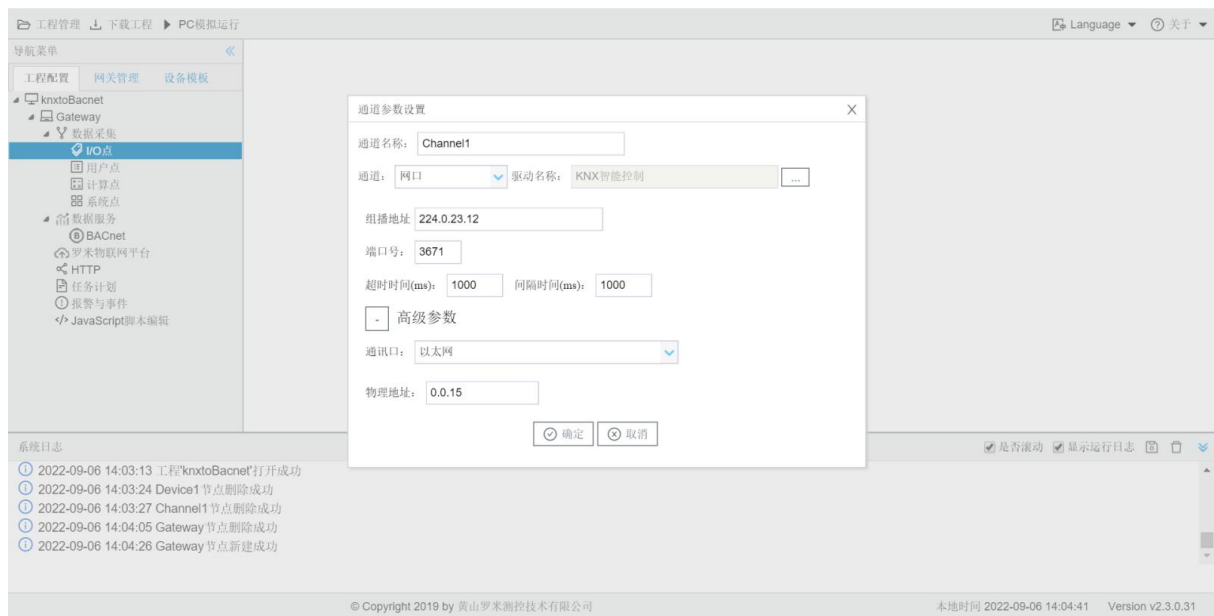 工程管理 下载工程 PC模拟运行 Language 关于
导航菜单
工程配置 网关管理 设备模板
knxtoBacnet
Gateway
数据采集
I/O点
用户点
计算点
系统点
数据服务
BACnet
罗米物联网平台
HTTP
任务计划
报警与事件
JavaScript脚本编辑
通道参数设置
通道名称: Channel1
通道: 网口 驱动名称: KNX智能控制 ...
组播地址 224.0.23.12
端口号: 3671
超时时间(ms): 1000 间隔时间(ms): 1000
- 高级参数
通讯口: 以太网
物理地址: 0.0.15
确定 取消
系统日志 是否滚动 显示运行日志
2022-09-06 14:03:13 工程'knxtoBacnet'打开成功
2022-09-06 14:03:24 Device1节点删除成功
2022-09-06 14:03:27 Channel1节点删除成功
2022-09-06 14:04:05 Gateway节点删除成功
2022-09-06 14:04:26 Gateway节点新建成功
© Copyright 2019 by 黄山罗米测控技术有限公司 本地时间 2022-09-06 14:04:41 Version v2.3.0.31